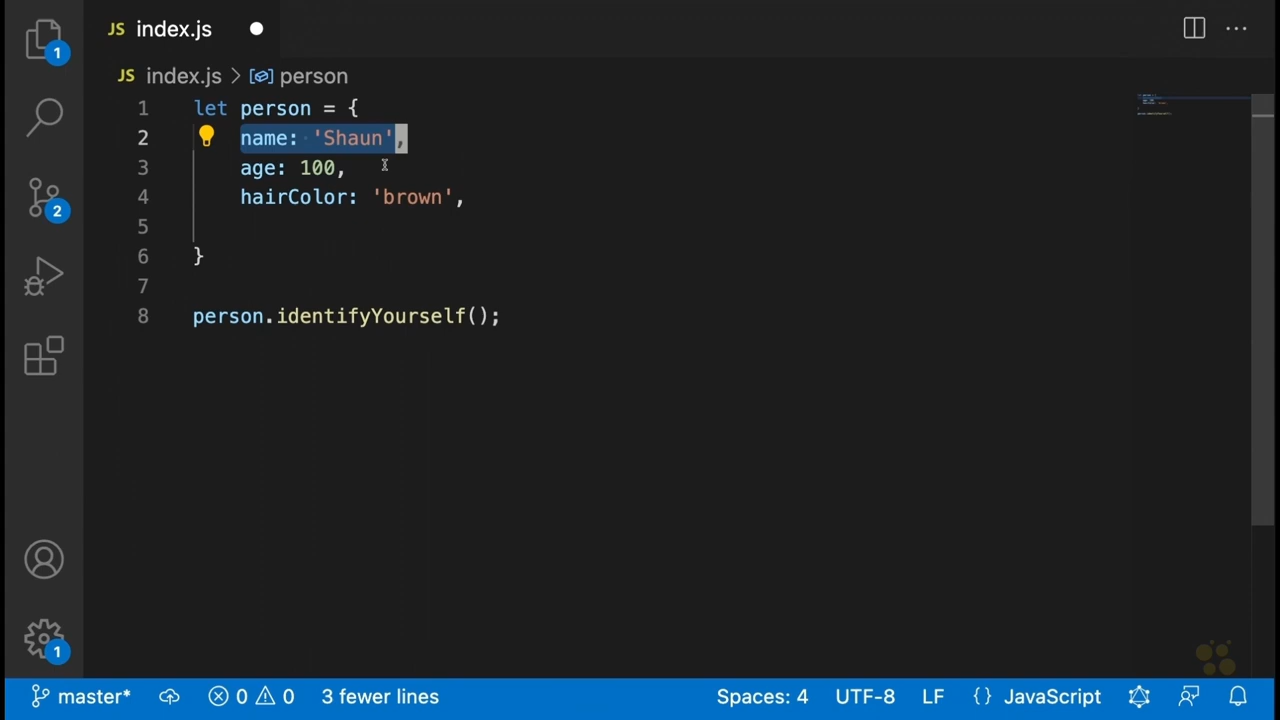 JS index.js
JS index.js > person
1 let person = {
2 name: 'Shaun',
3 age: 100,
4 hairColor: 'brown',
5
6 }
7
8 person.identifyYourself();
1
2
1
master* 0 0 3 fewer lines Spaces: 4 UTF-8 LF {} JavaScript